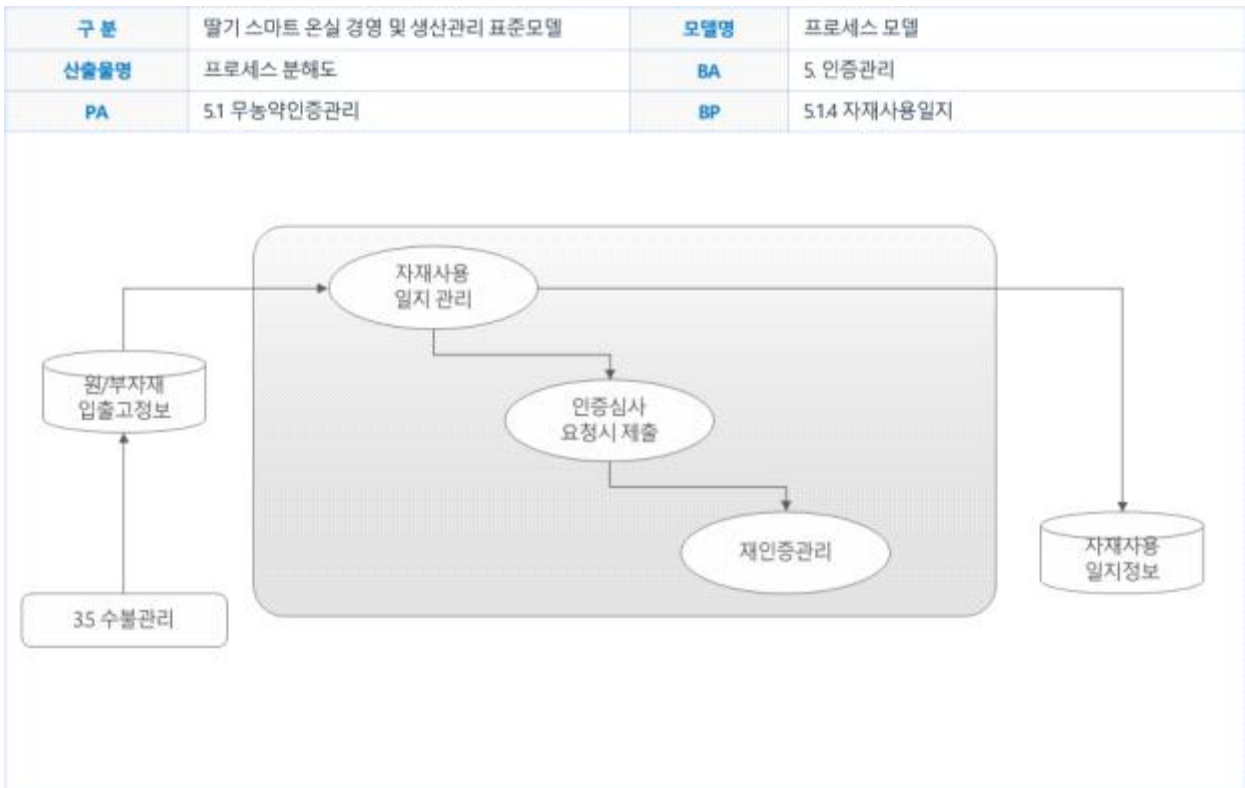 구 분 딸기 스마트 온실 경영 및 생산관리 표준모델 모델명 프로세스 모델
산출물명 프로세스 분해도 BA 5. 인증관리
PA 5.1 무농약인증관리 BP 5.1.4 자재사용일지
자재사용
일지 관리
원/부자재
입출고정보
인증심사
요청시 제출
재인증관리
자재사용
일지정보
3.5 수불관리